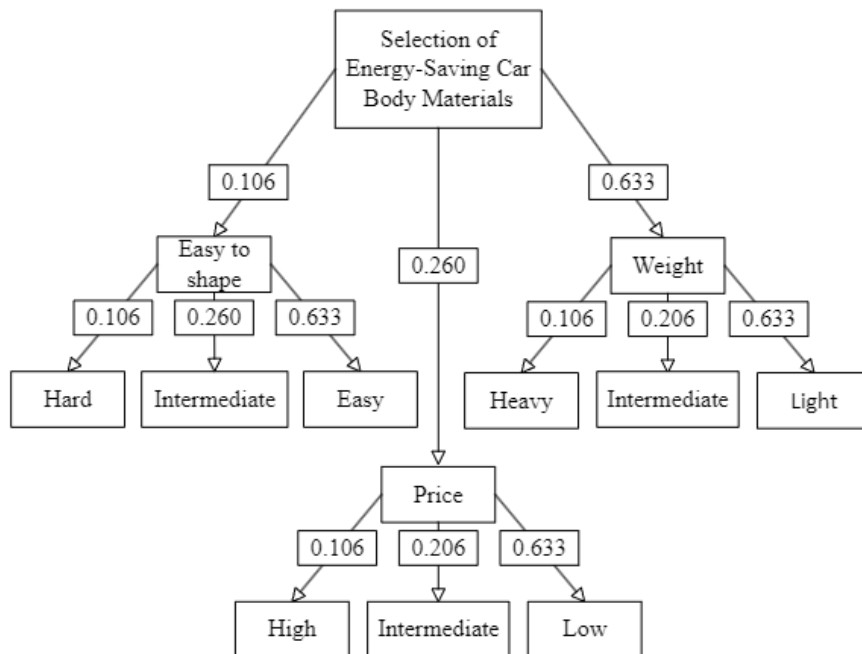 Selection of
Energy-Saving Car
Body Materials
0.106
0.633
0.260
Easy to
shape
Weight
0.106
0.260
0.633
0.106
0.206
0.633
Hard
Intermediate
Easy
Heavy
Intermediate
Light
Price
0.106
0.206
0.633
High
Intermediate
Low